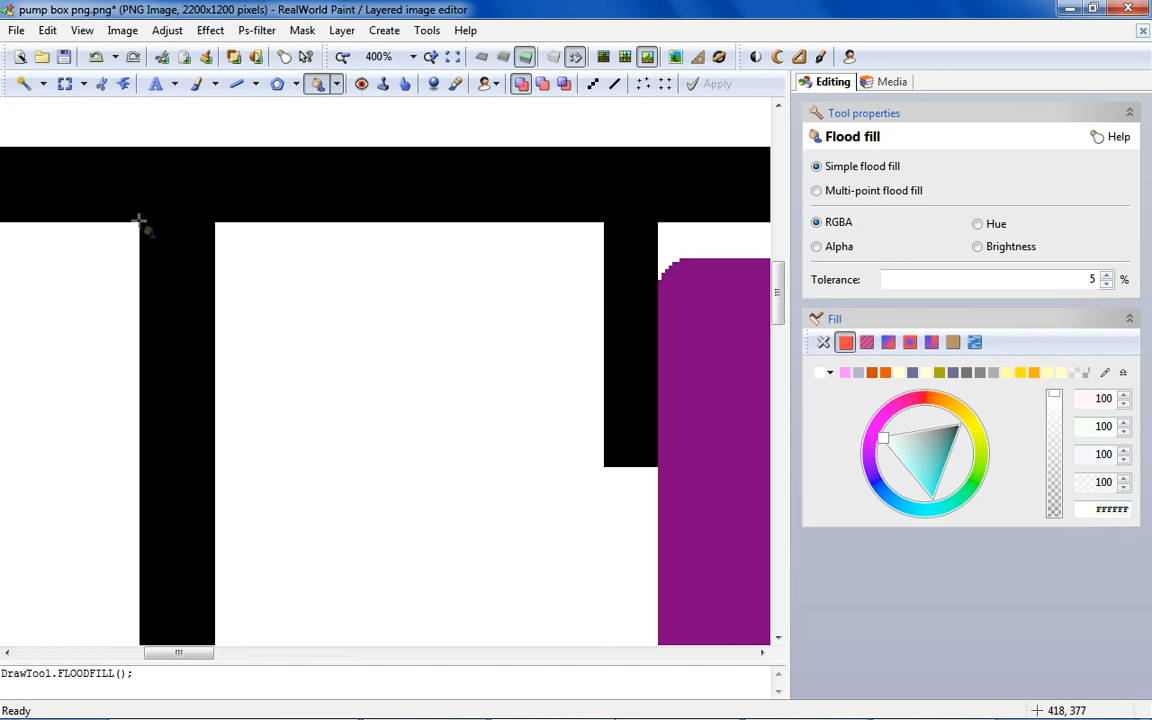 pump box png.png* (PNG Image, 2200x1200 pixels) - RealWorld Paint / Layered image editor
File Edit View Image Adjust Effect Ps-filter Mask Layer Create Tools Help
400%
Apply
Editing Media
Tool properties
Flood fill Help
Simple flood fill
Multi-point flood fill
RGBA Hue
Alpha Brightness
Tolerance: 5 %
Fill
100
100
100
100
FFFFFF
DrawTool.FLOODFILL();
Ready 418, 377